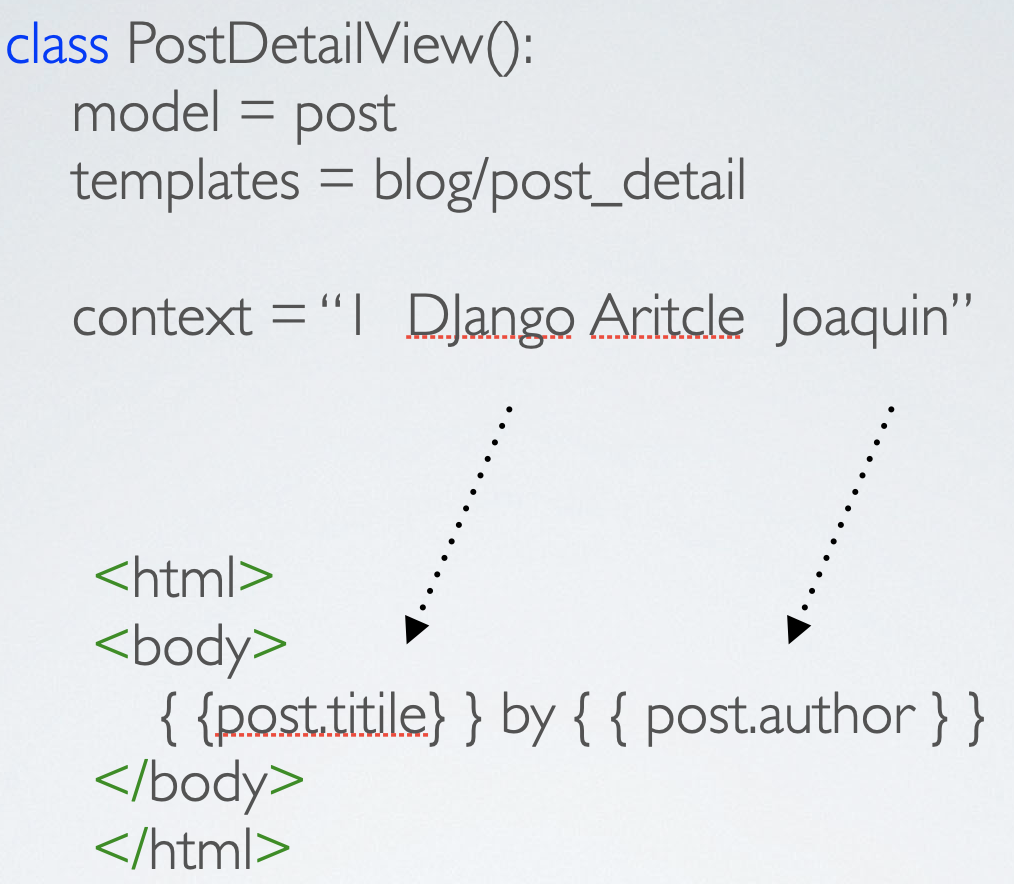 class PostDetailView():
model = post
templates = blog/post_detail
context = “1 DJango Aritcle Joaquin”
<html>
<body>
{ {post.titile} } by { { post.author } }
</body>
</html>